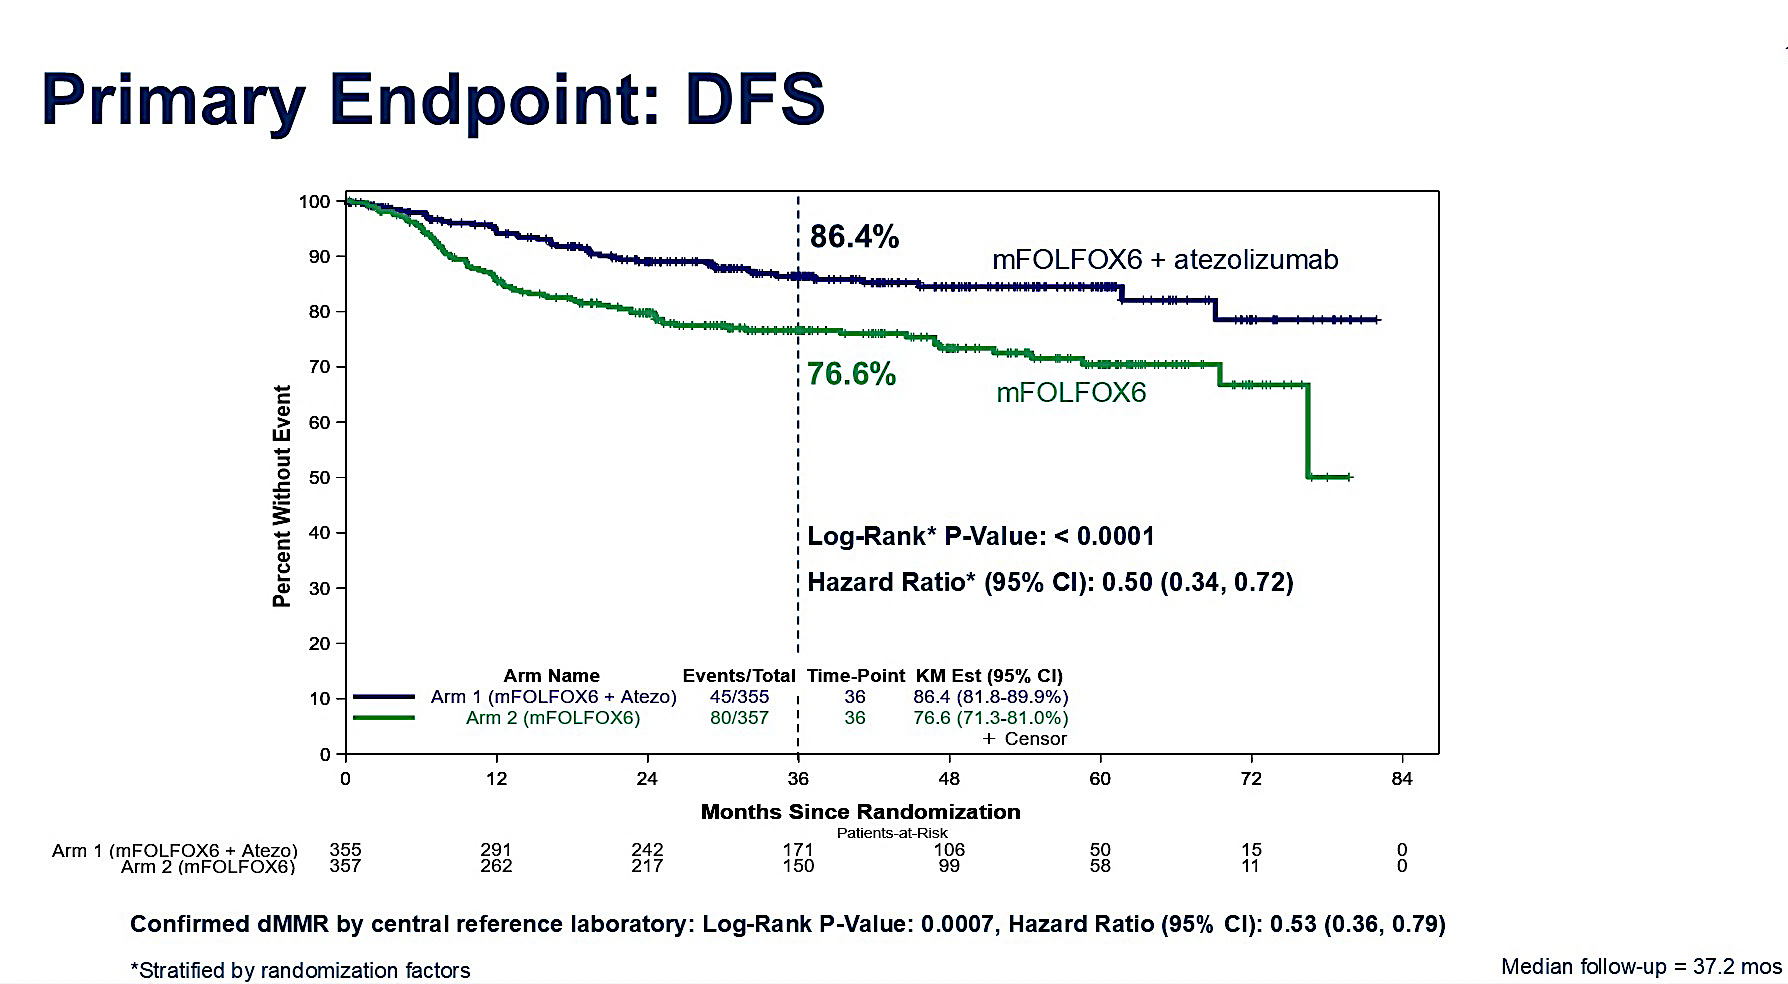 Primary Endpoint: DFS
100
90
80
70
60
50
40
30
20
10
0
Percent Without Event
86.4%
mFOLFOX6 + atezolizumab
76.6%
mFOLFOX6
Log-Rank* P-Value: < 0.0001
Hazard Ratio* (95% CI): 0.50 (0.34, 0.72)
Arm Name Events/Total Time-Point KM Est (95% CI)
Arm 1 (mFOLFOX6 + Atezo) 45/355 36 86.4 (81.8-89.9%)
Arm 2 (mFOLFOX6) 80/357 36 76.6 (71.3-81.0%)
+ Censor
0 12 24 36 48 60 72 84
Months Since Randomization
Patients-at-Risk
Arm 1 (mFOLFOX6 + Atezo) 355 291 242 171 106 50 15 0
Arm 2 (mFOLFOX6) 357 262 217 150 99 58 11 0
Confirmed dMMR by central reference laboratory: Log-Rank P-Value: 0.0007, Hazard Ratio (95% CI): 0.53 (0.36, 0.79)
*Stratified by randomization factors
Median follow-up = 37.2 mos